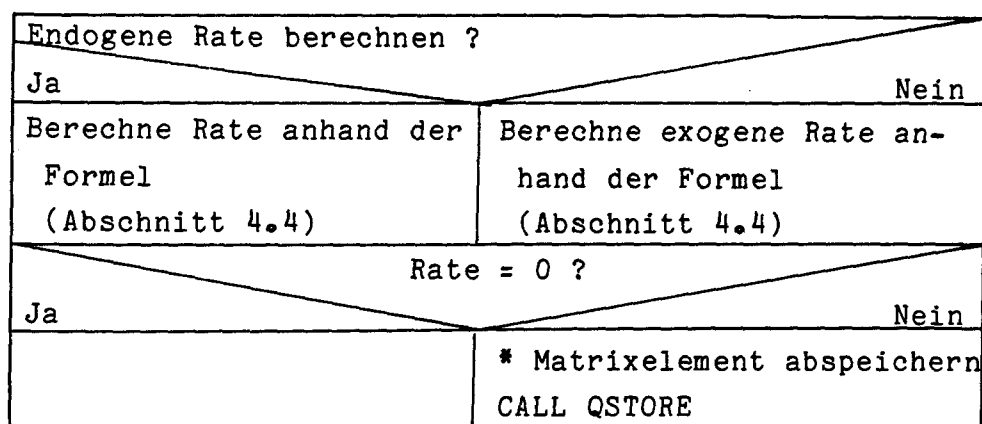 Endogene Rate berechnen ?
Ja
Nein
Berechne Rate anhand der
Formel
(Abschnitt 4.4)
Berechne exogene Rate an-
hand der Formel
(Abschnitt 4.4)
Rate = 0 ?
Ja
Nein
* Matrixelement abspeichern
CALL QSTORE